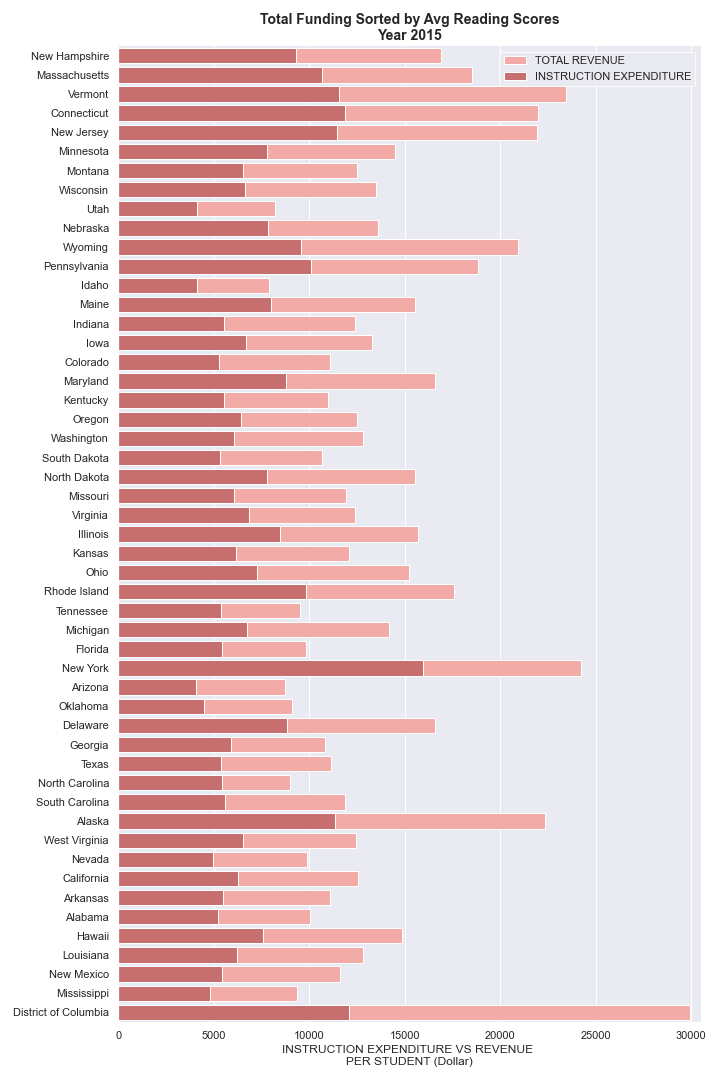 Total Funding Sorted by Avg Reading Scores
Year 2015
TOTAL REVENUE
INSTRUCTION EXPENDITURE
New Hampshire
Massachusetts
Vermont
Connecticut
New Jersey
Minnesota
Montana
Wisconsin
Utah
Nebraska
Wyoming
Pennsylvania
Idaho
Maine
Indiana
Iowa
Colorado
Maryland
Kentucky
Oregon
Washington
South Dakota
North Dakota
Missouri
Virginia
Illinois
Kansas
Ohio
Rhode Island
Tennessee
Michigan
Florida
New York
Arizona
Oklahoma
Delaware
Georgia
Texas
North Carolina
South Carolina
Alaska
West Virginia
Nevada
California
Arkansas
Alabama
Hawaii
Louisiana
New Mexico
Mississippi
District of Columbia
0 5000 10000 15000 20000 25000 30000
INSTRUCTION EXPENDITURE VS REVENUE
PER STUDENT (Dollar)